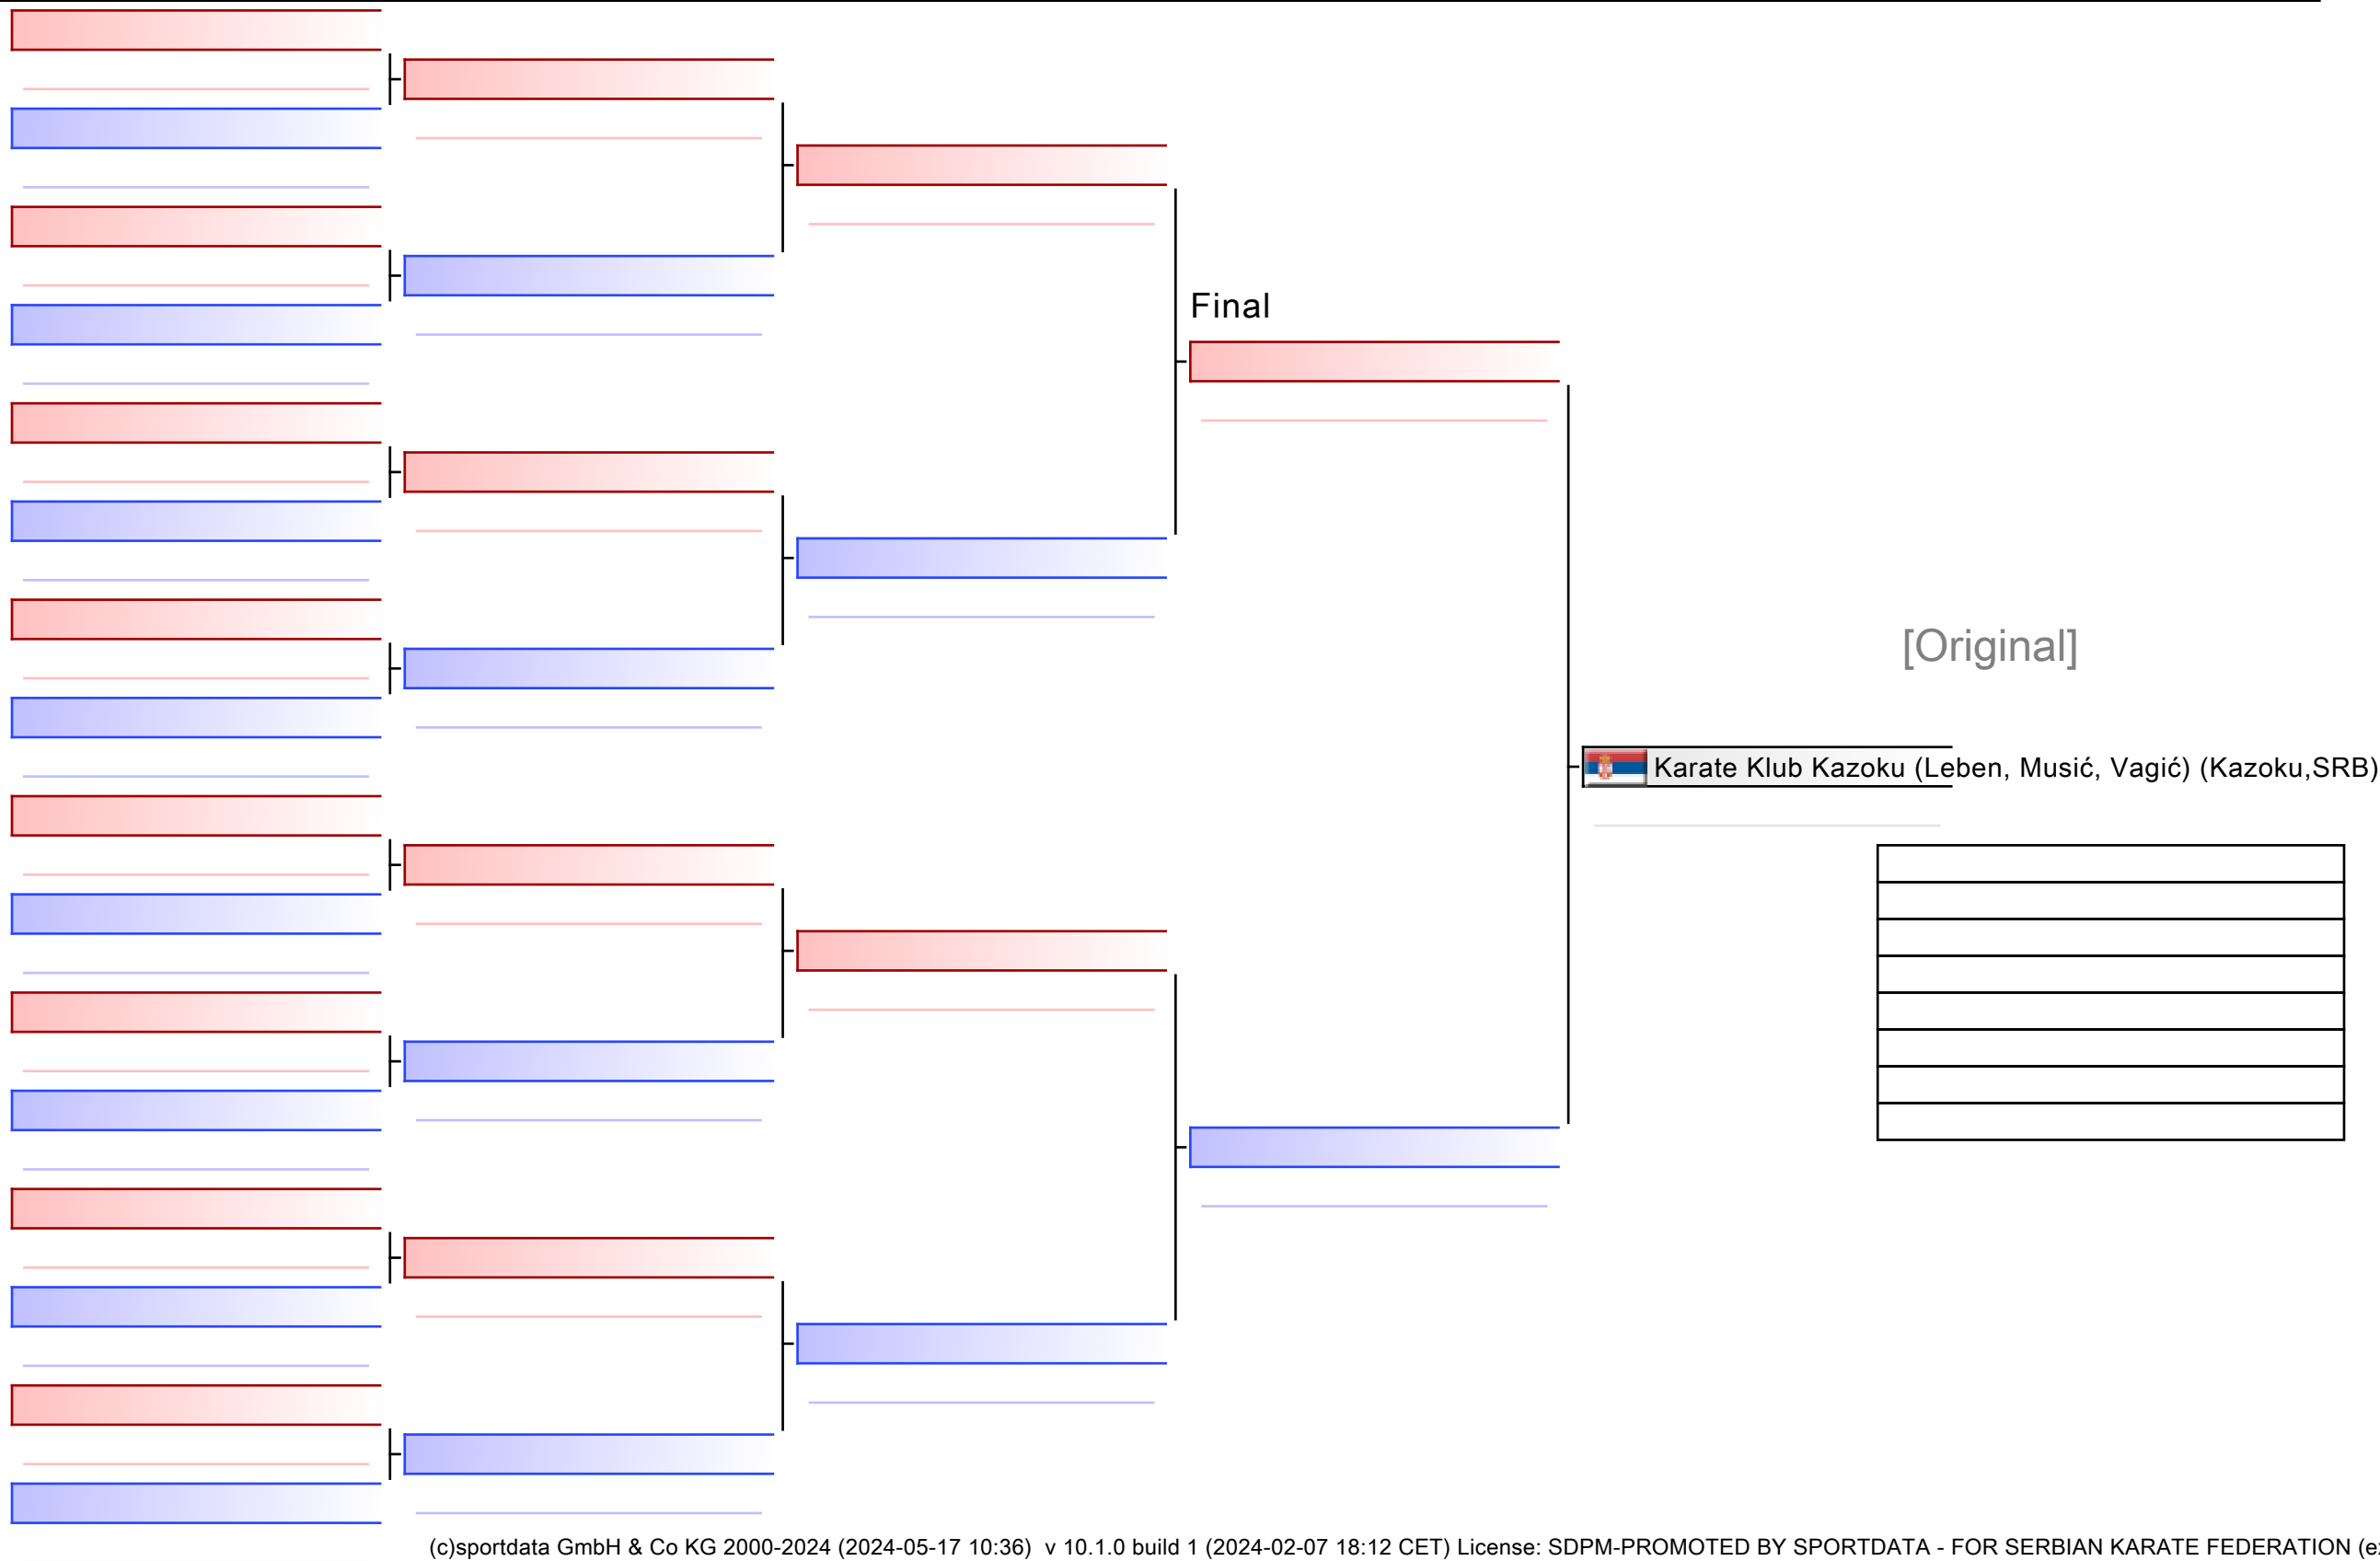 Final
[Original]
Karate Klub Kazoku (Leben, Musić, Vagić) (Kazoku,SRB)
(c)sportdata GmbH & Co KG 2000-2024 (2024-05-17 10:36) v 10.1.0 build 1 (2024-02-07 18:12 CET) License: SDPM-PROMOTED BY SPORTDATA - FOR SERBIAN KARATE FEDERATION